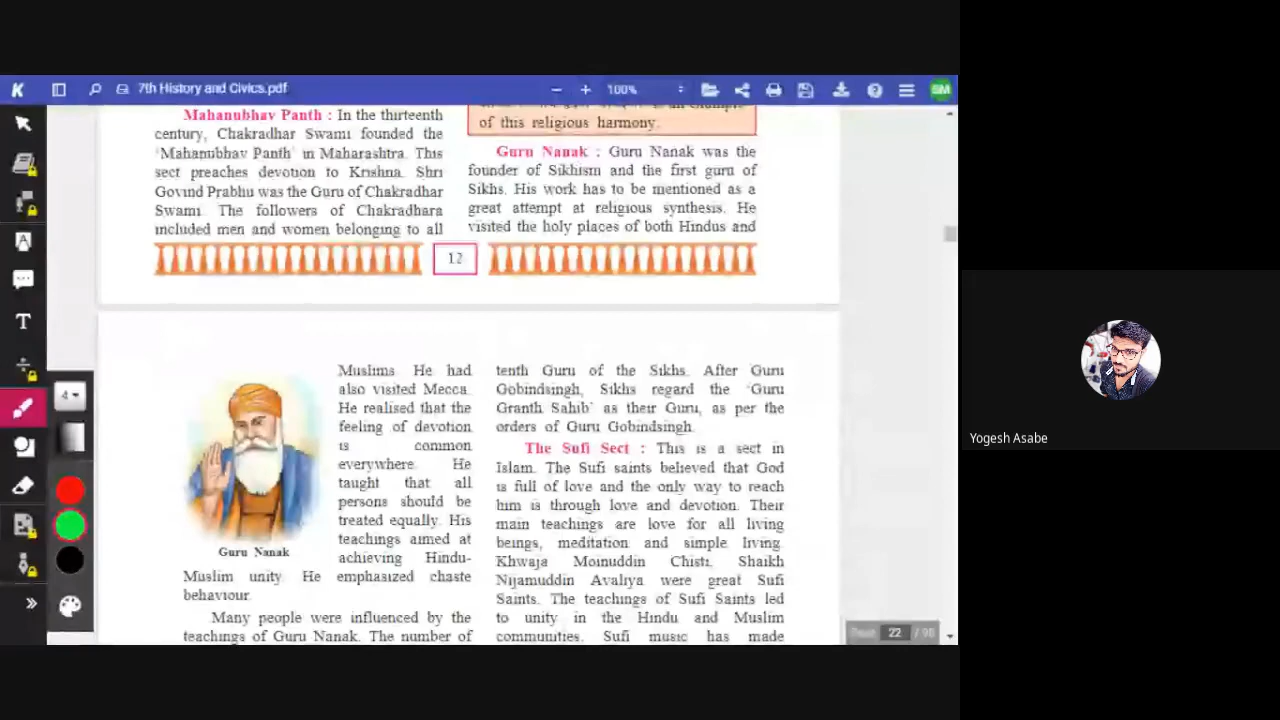 7th History and Civics.pdf
100%
SM
Mahanubhav Panth : In the thirteenth
century, Chakradhar Swami founded the
'Mahanubhav Panth' in Maharashtra. This
sect preaches devotion to Krishna. Shri
Govind Prabhu was the Guru of Chakradhar
Swami. The followers of Chakradhara
included men and women belonging to all
of this religious harmony.
Guru Nanak : Guru Nanak was the
founder of Sikhism and the first guru of
Sikhs. His work has to be mentioned as a
great attempt at religious synthesis. He
visited the holy places of both Hindus and
12
Muslims. He had
also visited Mecca.
He realised that the
feeling of devotion
is common
everywhere. He
taught that all
persons should be
treated equally. His
teachings aimed at
achieving Hindu-
Guru Nanak
Muslim unity. He emphasized chaste
behaviour.
Many people were influenced by the
teachings of Guru Nanak. The number of
tenth Guru of the Sikhs. After Guru
Gobindsingh, Sikhs regard the 'Guru
Granth Sahib' as their Guru, as per the
orders of Guru Gobindsingh.
The Sufi Sect : This is a sect in
Islam. The Sufi saints believed that God
is full of love and the only way to reach
him is through love and devotion. Their
main teachings are love for all living
beings, meditation and simple living.
Khwaja Moinuddin Chisti, Shaikh
Nijamuddin Avaliya were great Sufi
Saints. The teachings of Sufi Saints led
to unity in the Hindu and Muslim
communities. Sufi music has made
4
22 / 98
Yogesh Asabe